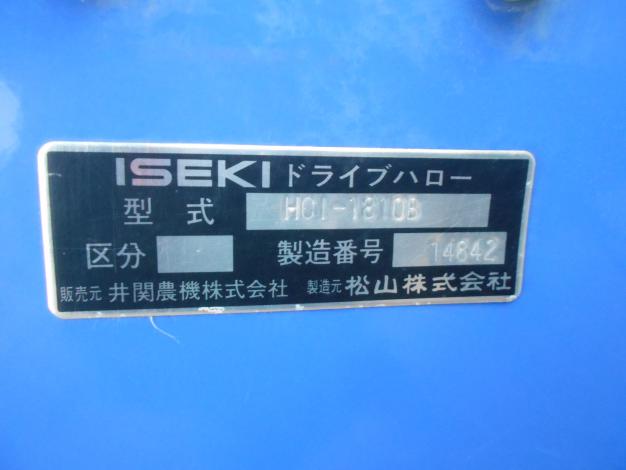 ISEKI ドライブハロー
型式 HC1-1810B
区分 製造番号 14842
販売元 井関農機株式会社 製造元 松山株式会社